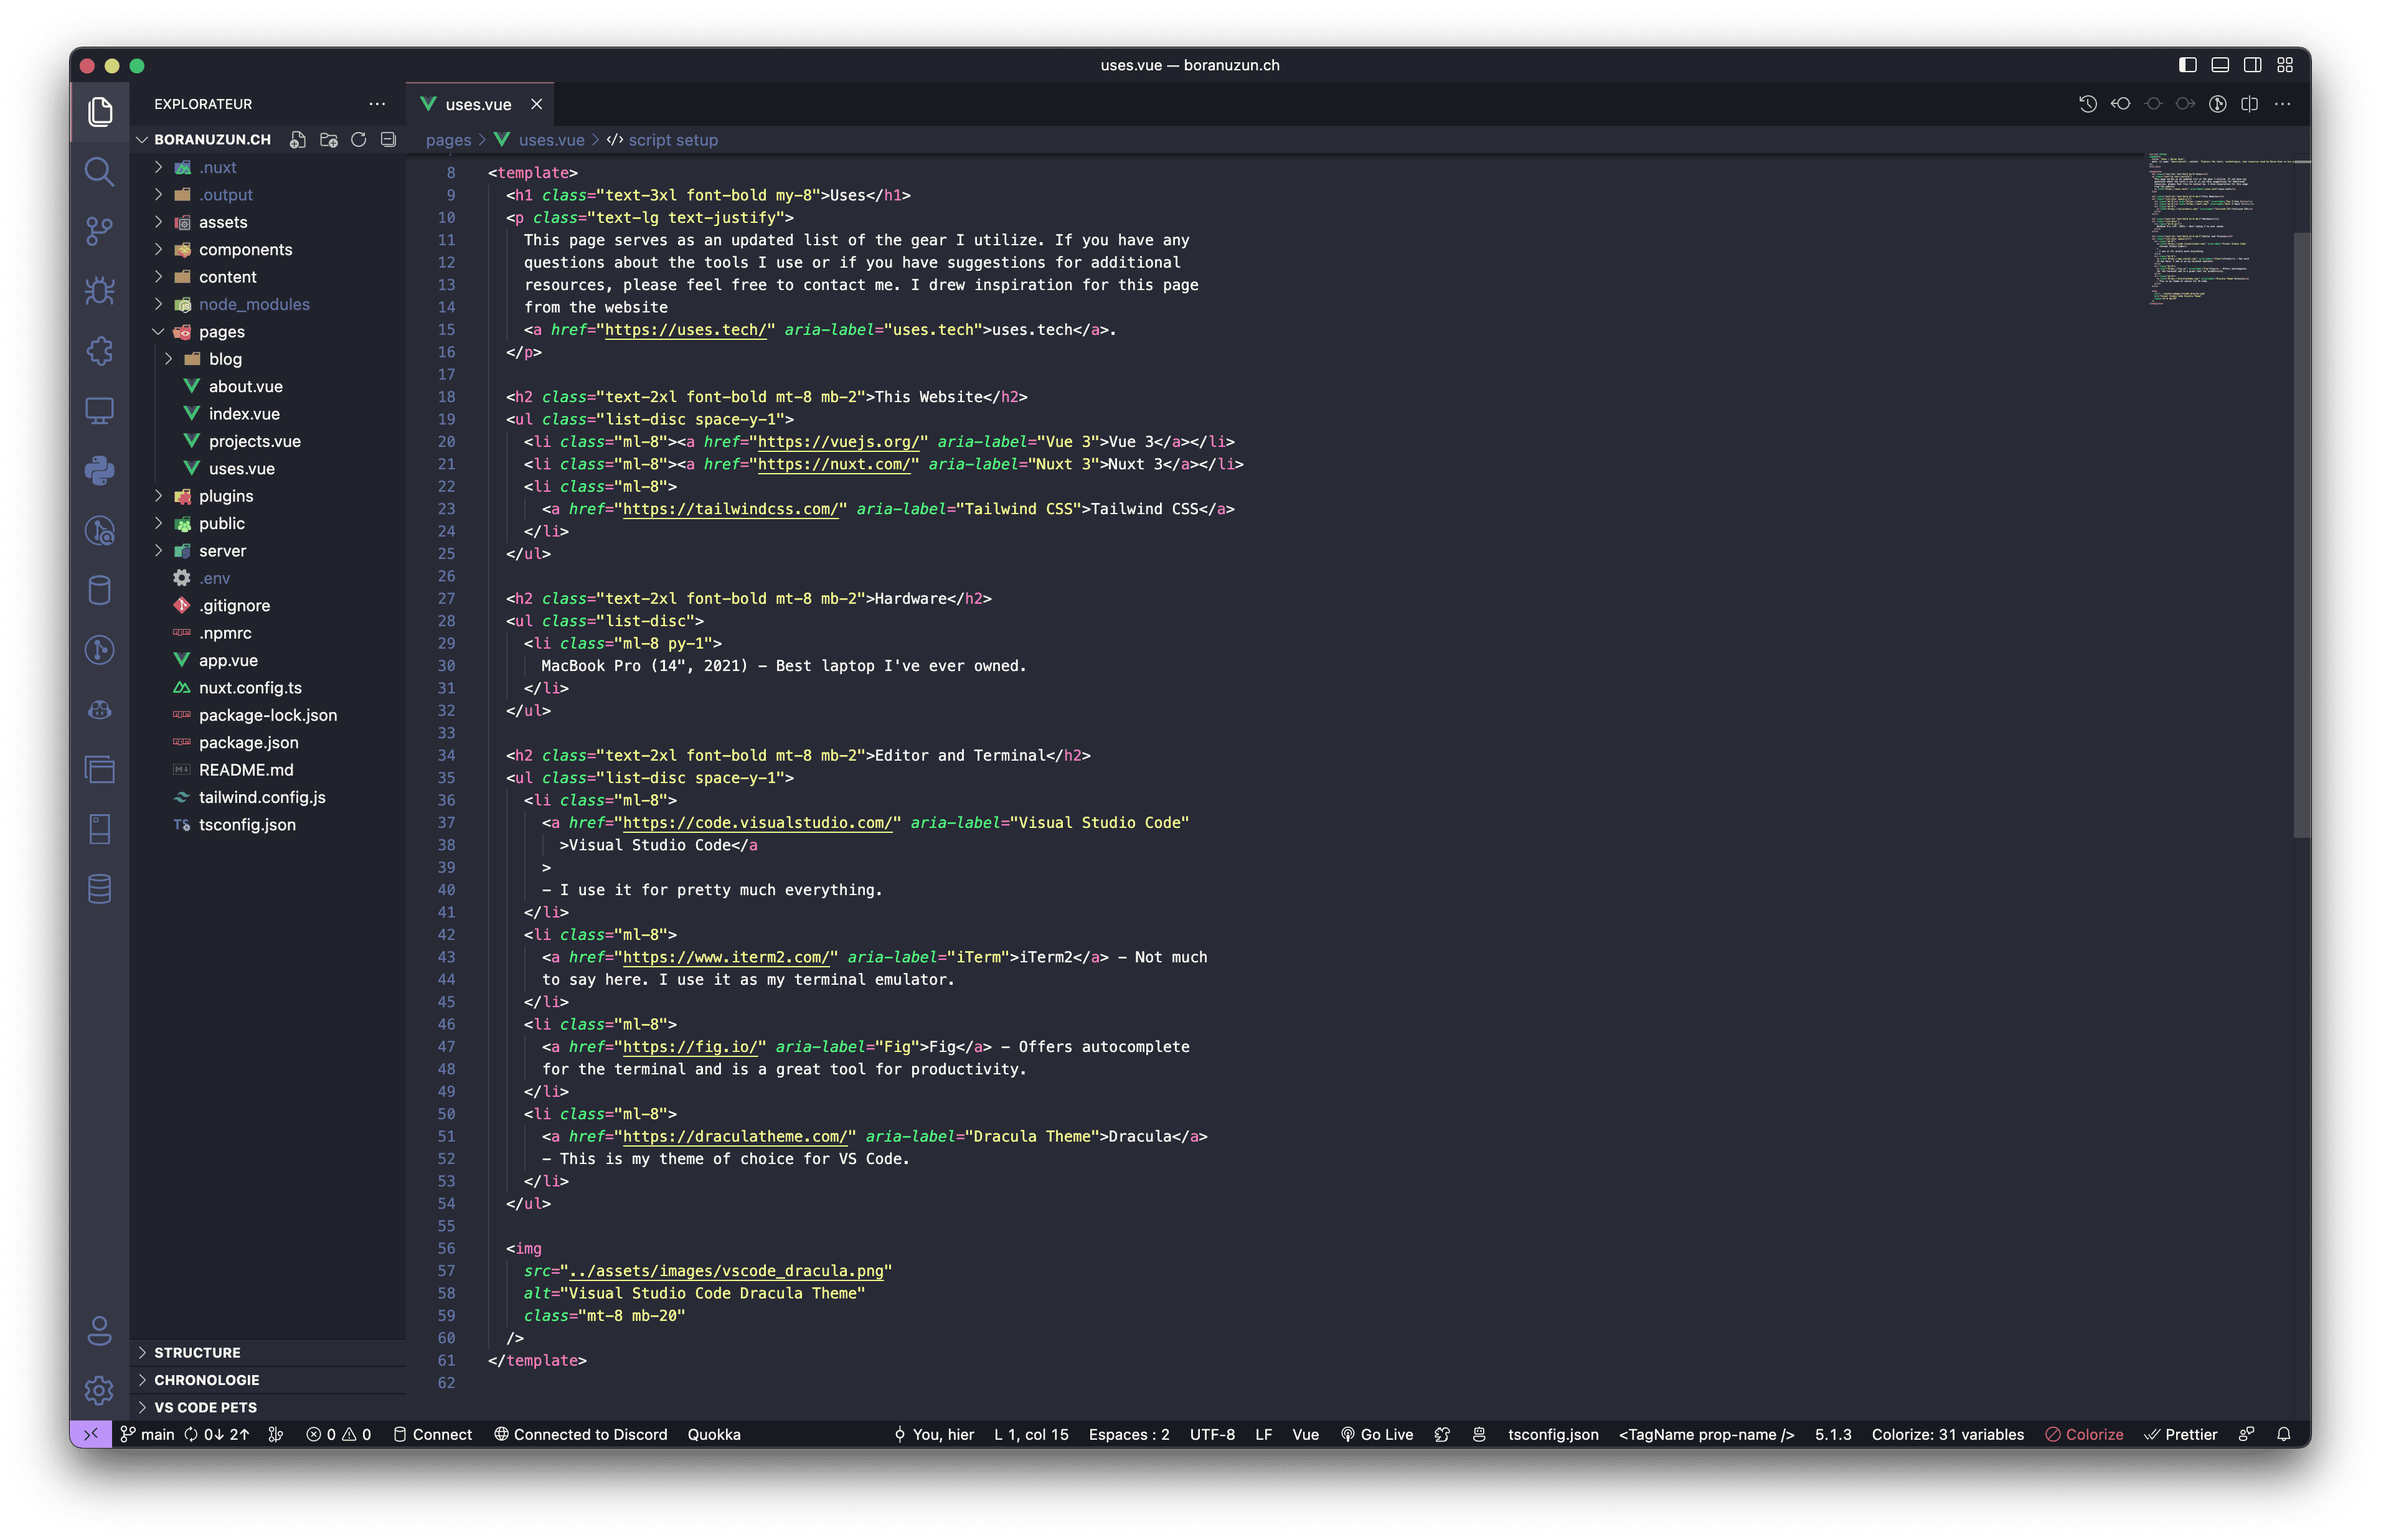 uses.vue — boranuzun.ch
EXPLORATEUR
BORANUZUN.CH
.nuxt
.output
assets
components
content
node_modules
pages
blog
about.vue
index.vue
projects.vue
uses.vue
plugins
public
server
.env
.gitignore
.npmrc
app.vue
nuxt.config.ts
package-lock.json
package.json
README.md
tailwind.config.js
tsconfig.json
STRUCTURE
CHRONOLOGIE
VS CODE PETS
uses.vue
pages > uses.vue > script setup
8 <template>
9 <h1 class="text-3xl font-bold my-8">Uses</h1>
10 <p class="text-lg text-justify">
11 This page serves as an updated list of the gear I utilize. If you have any
12 questions about the tools I use or if you have suggestions for additional
13 resources, please feel free to contact me. I drew inspiration for this page
14 from the website
15 <a href="https://uses.tech/" aria-label="uses.tech">uses.tech</a>.
16 </p>
17
18 <h2 class="text-2xl font-bold mt-8 mb-2">This Website</h2>
19 <ul class="list-disc space-y-1">
20 <li class="ml-8"><a href="https://vuejs.org/" aria-label="Vue 3">Vue 3</a></li>
21 <li class="ml-8"><a href="https://nuxt.com/" aria-label="Nuxt 3">Nuxt 3</a></li>
22 <li class="ml-8">
23 <a href="https://tailwindcss.com/" aria-label="Tailwind CSS">Tailwind CSS</a>
24 </li>
25 </ul>
26
27 <h2 class="text-2xl font-bold mt-8 mb-2">Hardware</h2>
28 <ul class="list-disc">
29 <li class="ml-8 py-1">
30 MacBook Pro (14", 2021) - Best laptop I've ever owned.
31 </li>
32 </ul>
33
34 <h2 class="text-2xl font-bold mt-8 mb-2">Editor and Terminal</h2>
35 <ul class="list-disc space-y-1">
36 <li class="ml-8">
37 <a href="https://code.visualstudio.com/" aria-label="Visual Studio Code"
38 >Visual Studio Code</a
39 >
40 - I use it for pretty much everything.
41 </li>
42 <li class="ml-8">
43 <a href="https://www.iterm2.com/" aria-label="iTerm">iTerm2</a> - Not much
44 to say here. I use it as my terminal emulator.
45 </li>
46 <li class="ml-8">
47 <a href="https://fig.io/" aria-label="Fig">Fig</a> - Offers autocomplete
48 for the terminal and is a great tool for productivity.
49 </li>
50 <li class="ml-8">
51 <a href="https://draculatheme.com/" aria-label="Dracula Theme">Dracula</a>
52 - This is my theme of choice for VS Code.
53 </li>
54 </ul>
55
56 <img
57 src="../assets/images/vscode_dracula.png"
58 alt="Visual Studio Code Dracula Theme"
59 class="mt-8 mb-20"
60 />
61 </template>
62
main 0↓ 2↑ 0 0 Connect Connected to Discord Quokka You, hier L 1, col 15 Espaces : 2 UTF-8 LF Vue Go Live tsconfig.json <TagName prop-name /> 5.1.3 Colorize: 31 variables Colorize Prettier